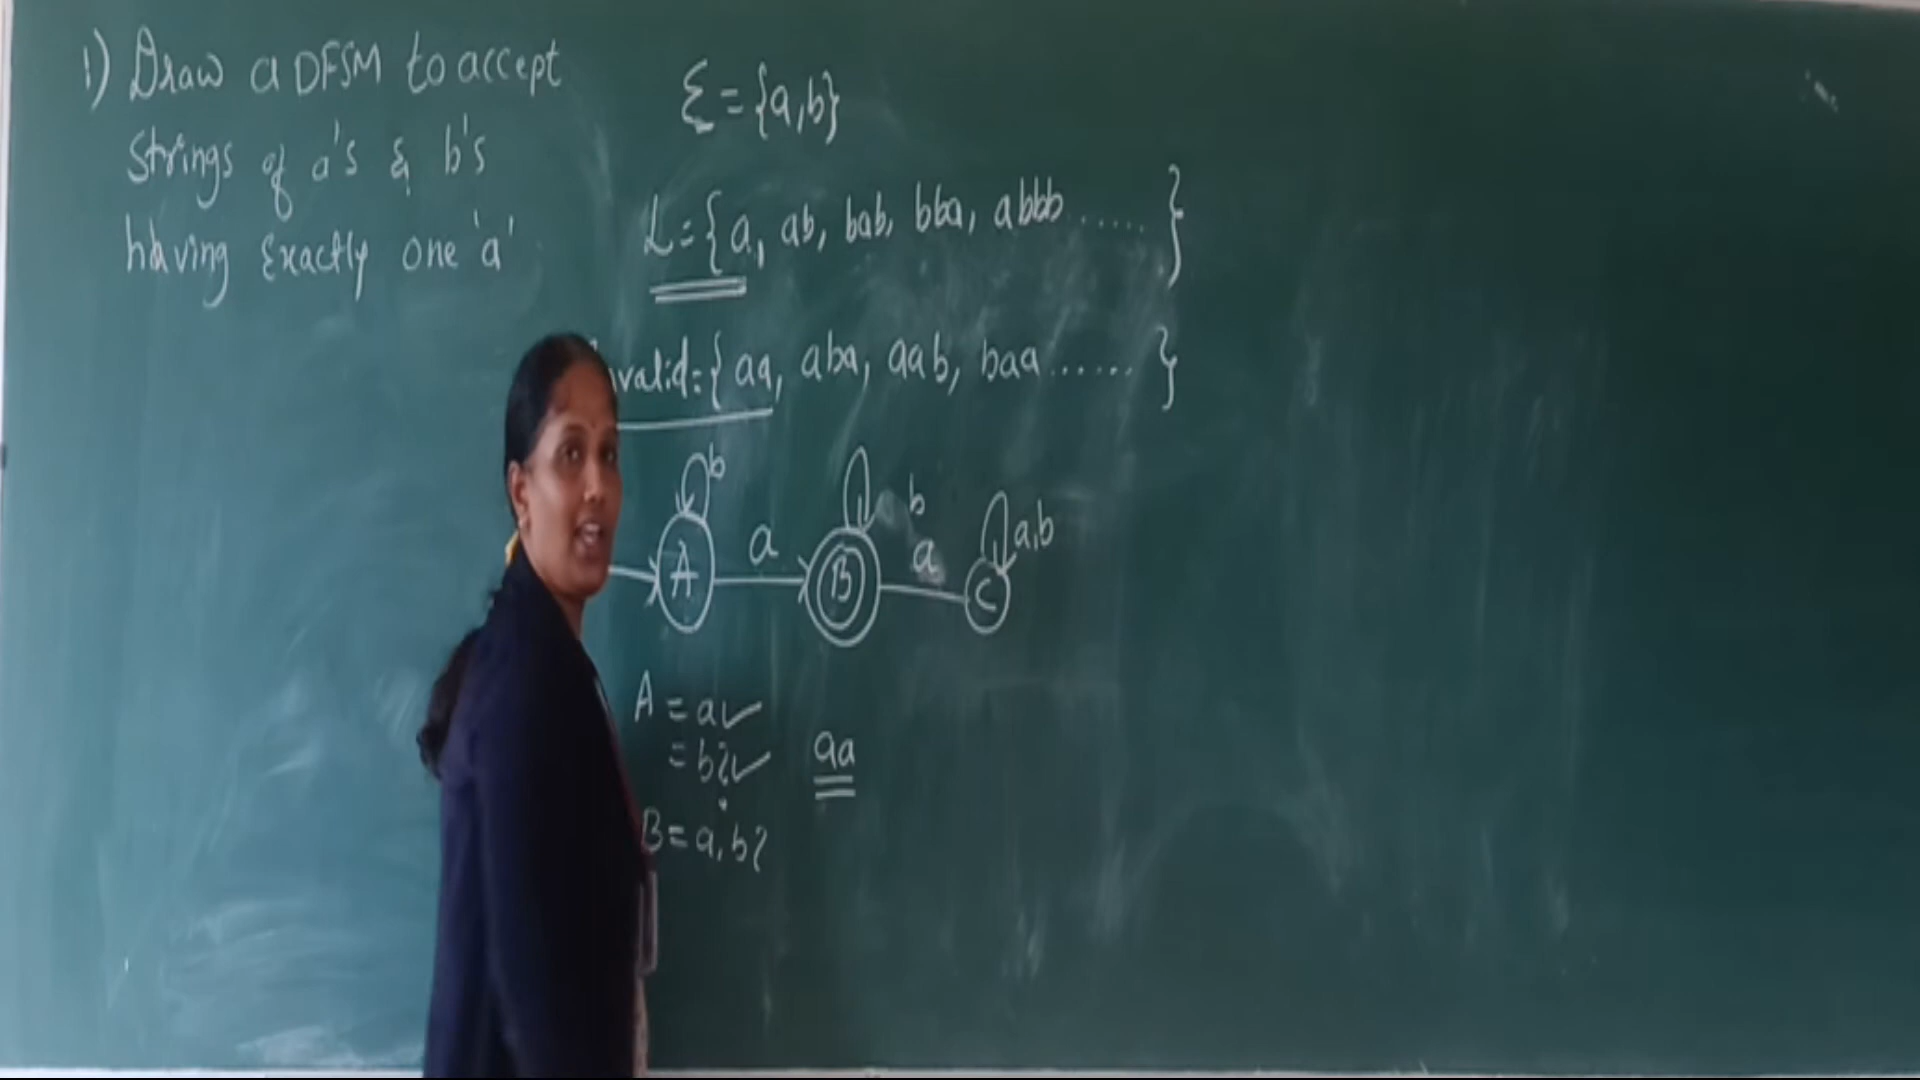 1) Draw a DFSM to accept
strings of a's & b's
having Exactly one 'a'
Σ = {a,b}
L = {a, ab, bab, bba, abbb ...... }
valid = {aa, aba, aab, baa ...... }
b
b
a,b
a
a
A
B
C
A = a✓
= b?✓
aa
B = a, b?